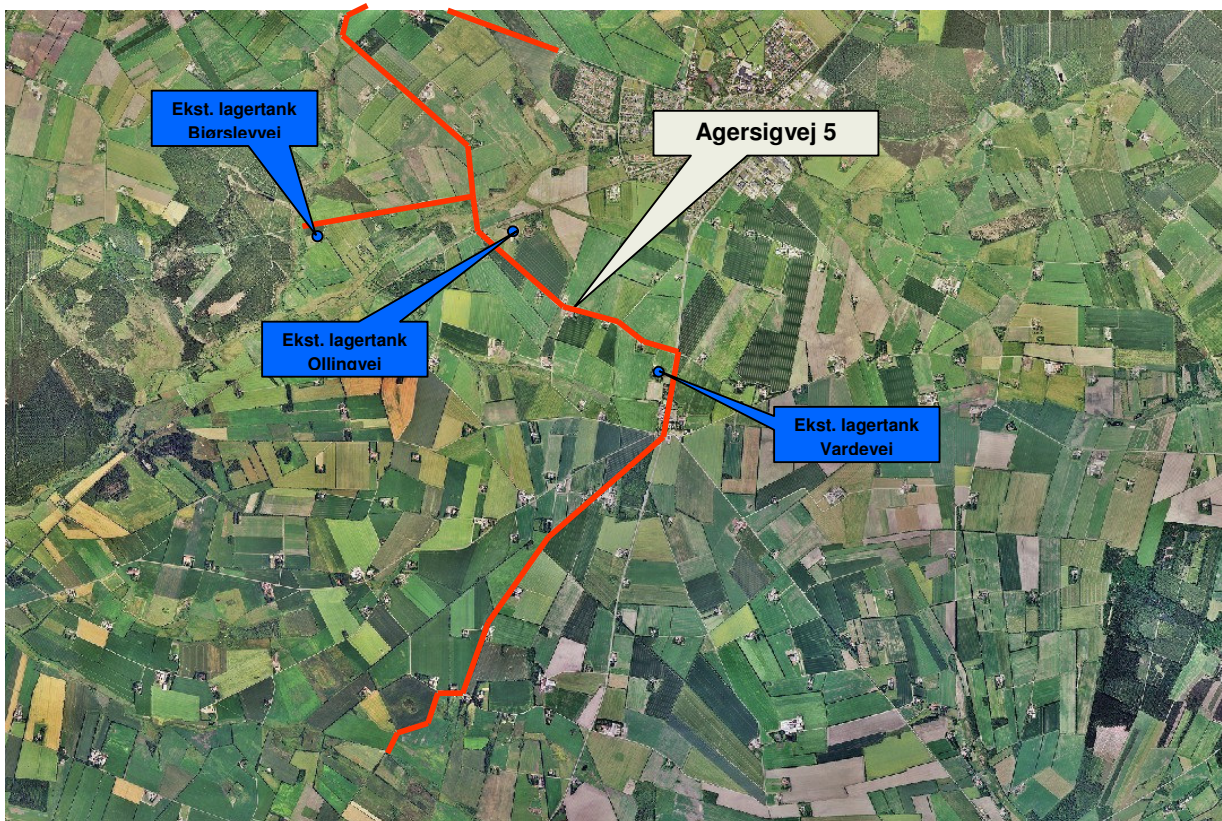 Ekst. lagertank
Bjørslevvej
Agersigvej 5
Ekst. lagertank
Ollingvej
Ekst. lagertank
Vardevej